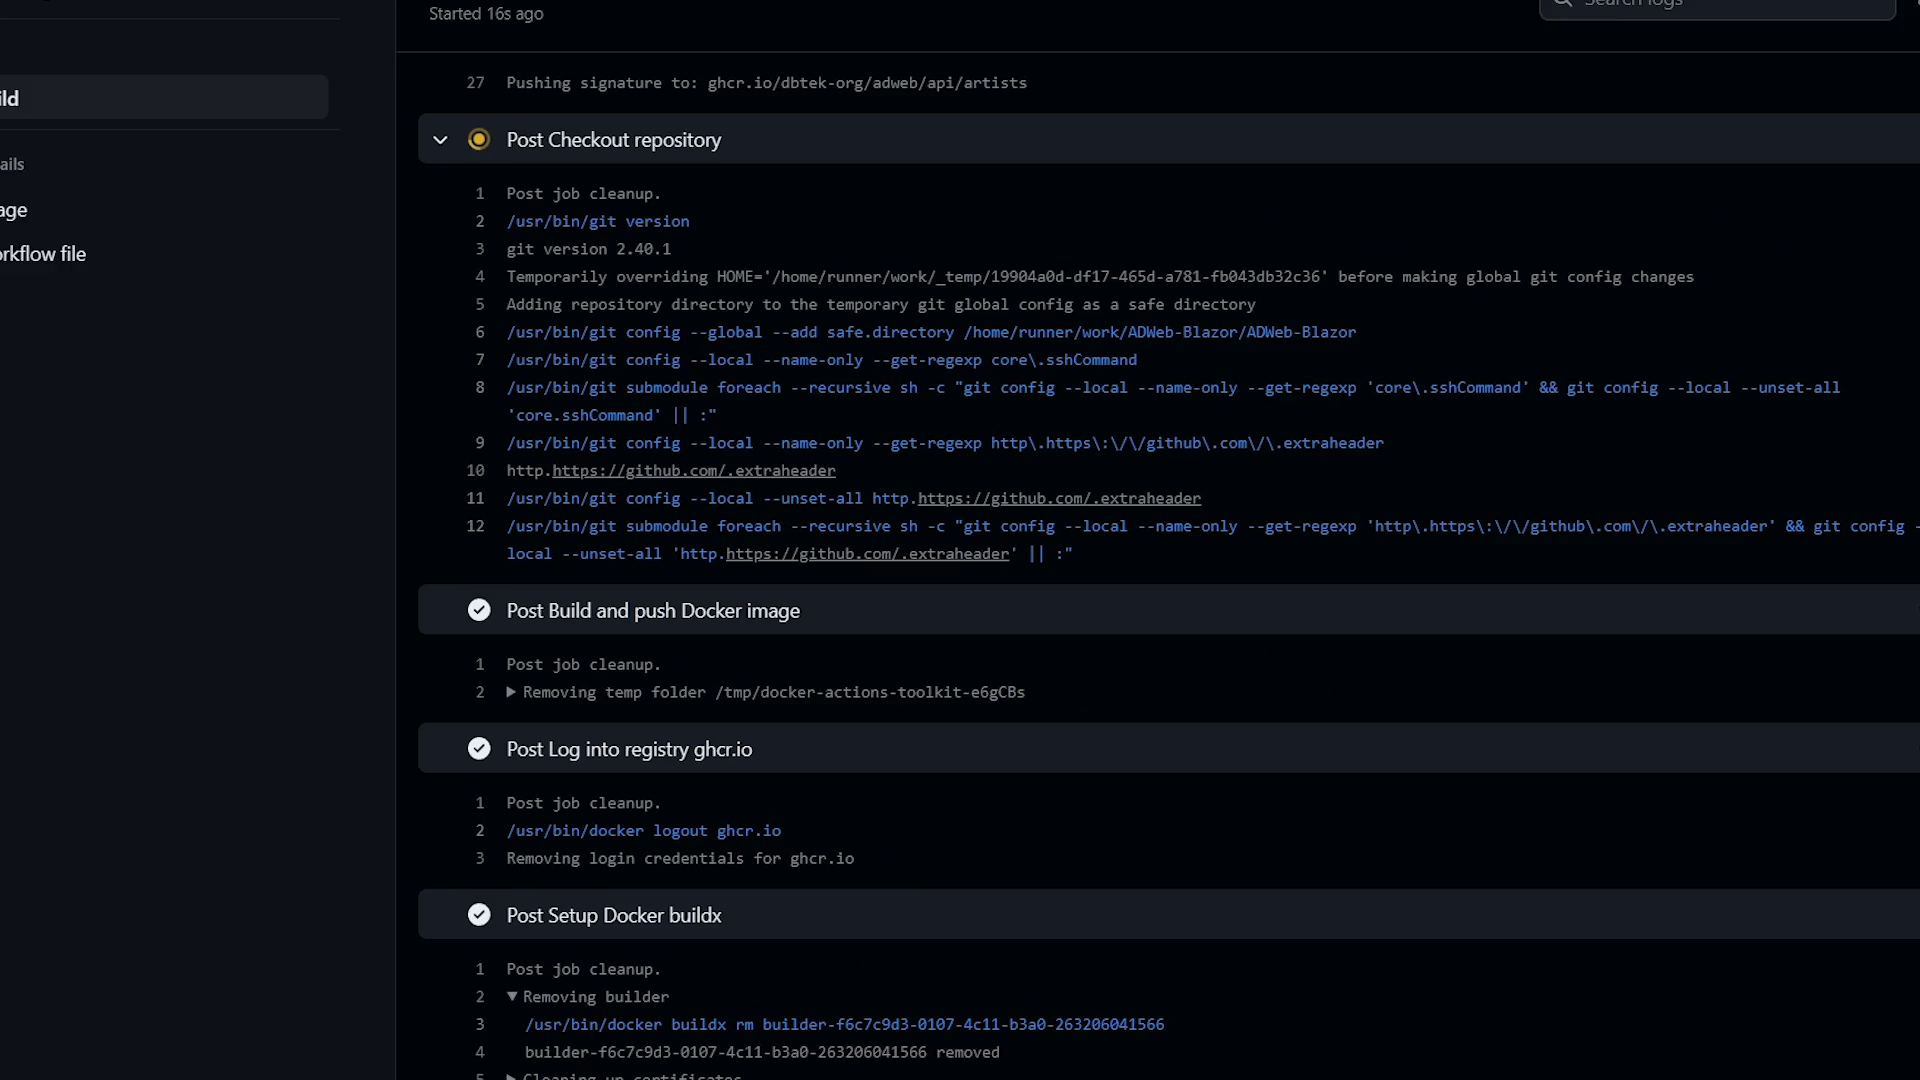 Started 16s ago
Search logs
27 Pushing signature to: ghcr.io/dbtek-org/adweb/api/artists
ild
Post Checkout repository
ails
1 Post job cleanup.
age
2 /usr/bin/git version
3 git version 2.40.1
orkflow file
4 Temporarily overriding HOME='/home/runner/work/_temp/19904a0d-df17-465d-a781-fb043db32c36' before making global git config changes
5 Adding repository directory to the temporary git global config as a safe directory
6 /usr/bin/git config --global --add safe.directory /home/runner/work/ADWeb-Blazor/ADWeb-Blazor
7 /usr/bin/git config --local --name-only --get-regexp core\.sshCommand
8 /usr/bin/git submodule foreach --recursive sh -c "git config --local --name-only --get-regexp 'core\.sshCommand' && git config --local --unset-all
'core.sshCommand' || :"
9 /usr/bin/git config --local --name-only --get-regexp http\.https\:\/\/github\.com\/\.extraheader
10 http.https://github.com/.extraheader
11 /usr/bin/git config --local --unset-all http.https://github.com/.extraheader
12 /usr/bin/git submodule foreach --recursive sh -c "git config --local --name-only --get-regexp 'http\.https\:\/\/github\.com\/\.extraheader' && git config -
local --unset-all 'http.https://github.com/.extraheader' || :"
Post Build and push Docker image
1 Post job cleanup.
2 Removing temp folder /tmp/docker-actions-toolkit-e6gCBs
Post Log into registry ghcr.io
1 Post job cleanup.
2 /usr/bin/docker logout ghcr.io
3 Removing login credentials for ghcr.io
Post Setup Docker buildx
1 Post job cleanup.
2 Removing builder
3 /usr/bin/docker buildx rm builder-f6c7c9d3-0107-4c11-b3a0-263206041566
4 builder-f6c7c9d3-0107-4c11-b3a0-263206041566 removed
5 Cleaning up certificates